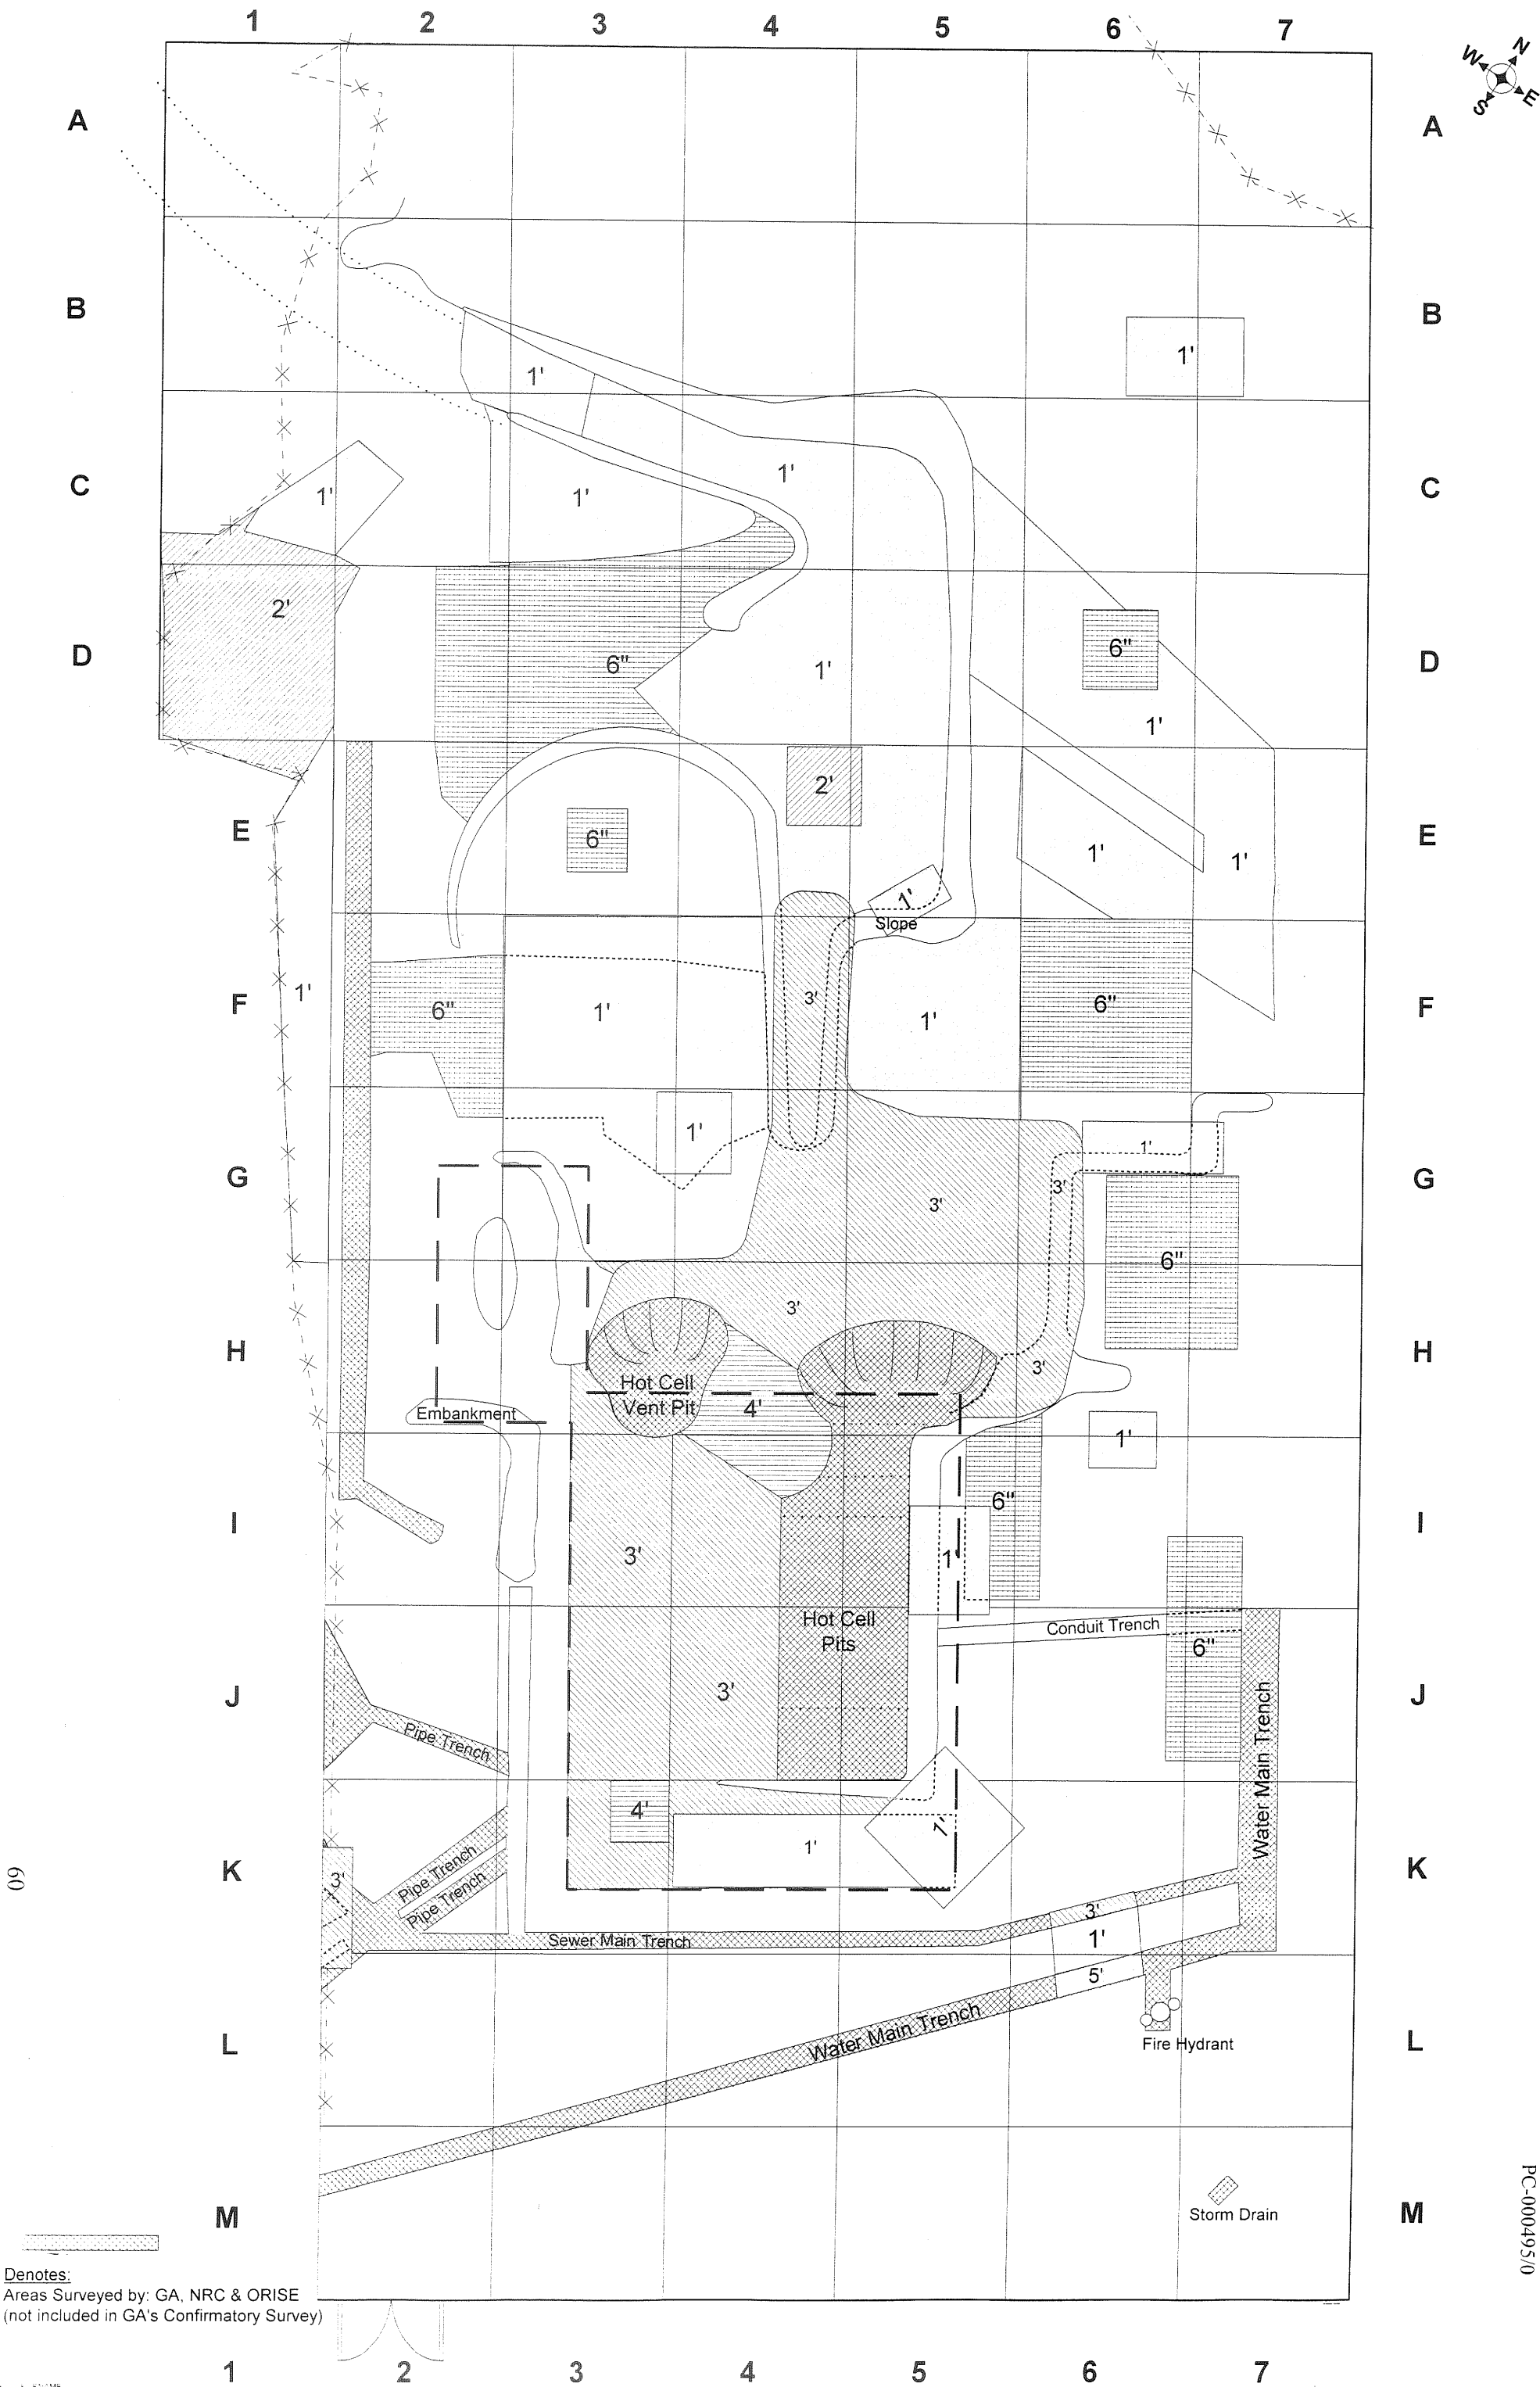 1 2 3 4 5 6 7
N
W
E
S
A A
B B
1'
1'
C C
1'
1'
1'
D D
2'
6"
6"
1'
1'
E E
2'
6"
1'
1'
1'
Slope
F F
1'
3'
6"
1'
1'
6"
G G
1'
1'
3'
3'
6"
H H
3'
3'
Hot Cell
Vent Pit
4'
Embankment
1'
I I
6"
3'
1'
Hot Cell
Pits
Conduit Trench
6"
J J
3'
Pipe Trench
Water Main Trench
4'
1'
1'
K K
3'
Pipe Trench
Pipe Trench
3'
Sewer Main Trench
1'
5'
L L
Water Main Trench
Fire Hydrant
M M
Storm Drain
Denotes:
Areas Surveyed by: GA, NRC & ORISE
(not included in GA's Confirmatory Survey)
1 2 3 4 5 6 7
60
PC-000495/0